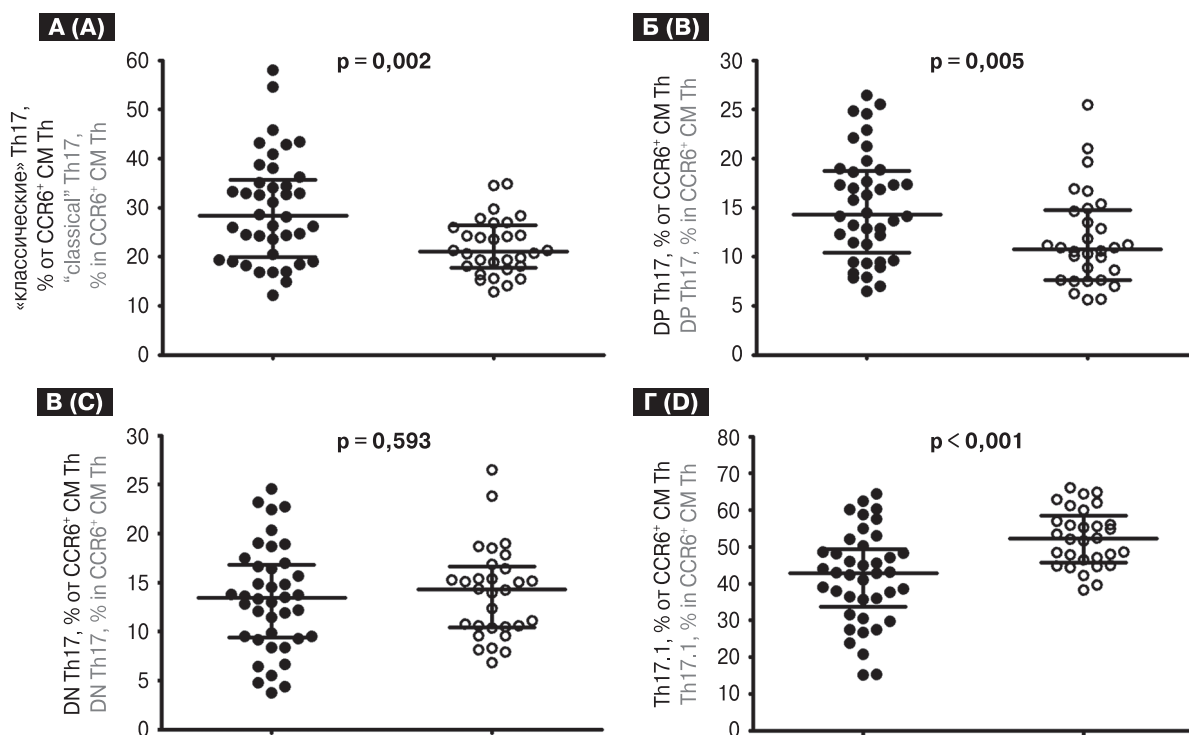 А (A)
p = 0,002
«классические» Th17,
% от CCR6+ CM Th
“classical” Th17,
% in CCR6+ CM Th
60
50
40
30
20
10
0
Б (B)
p = 0,005
DP Th17, % от CCR6+ CM Th
DP Th17, % in CCR6+ CM Th
30
25
20
15
10
5
0
В (C)
p = 0,593
DN Th17, % от CCR6+ CM Th
DN Th17, % in CCR6+ CM Th
30
25
20
15
10
5
0
Г (D)
p < 0,001
Th17.1, % от CCR6+ CM Th
Th17.1, % in CCR6+ CM Th
80
70
60
50
40
30
20
10
0